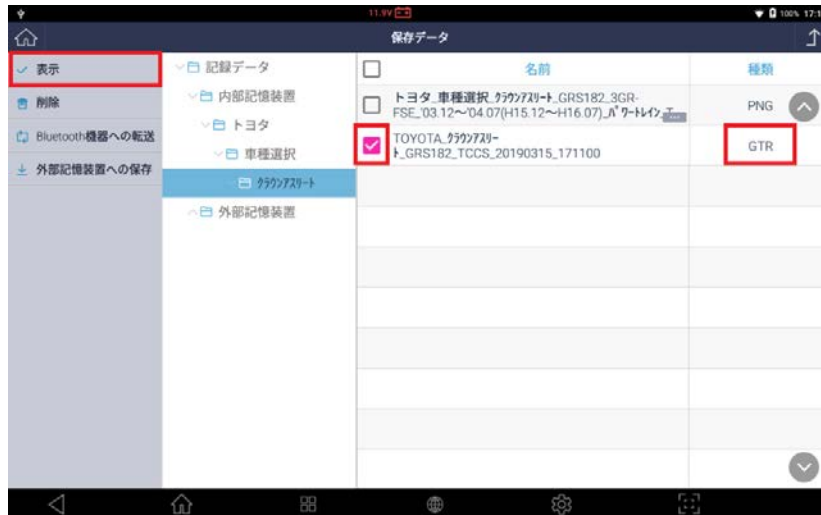 11.9V
100% 17:1
保存データ
表示
削除
Bluetooth機器への転送
外部記憶装置への保存
記録データ
内部記憶装置
トヨタ
車種選択
ｸﾗｳﾝｱｽﾘｰﾄ
外部記憶装置
名前
種類
トヨタ_車種選択_ｸﾗｳﾝｱｽﾘｰﾄ_GRS182_3GR-
FSE_'03.12～'04.07(H15.12～H16.07)_ﾊﾟﾜｰﾄﾚｲﾝ_T...
PNG
TOYOTA_ｸﾗｳﾝｱｽﾘｰ
ﾄ_GRS182_TCCS_20190315_171100
GTR